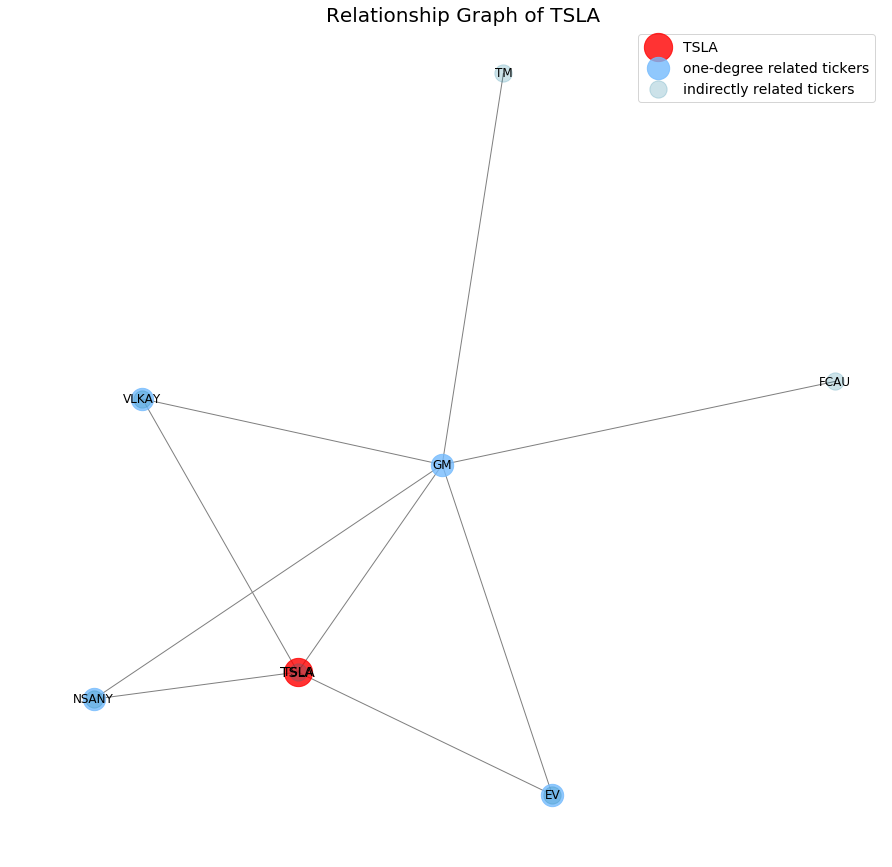 Relationship Graph of TSLA
TSLA
one-degree related tickers
indirectly related tickers
TM
FCAU
VLKAY
GM
TSLA
NSANY
EV